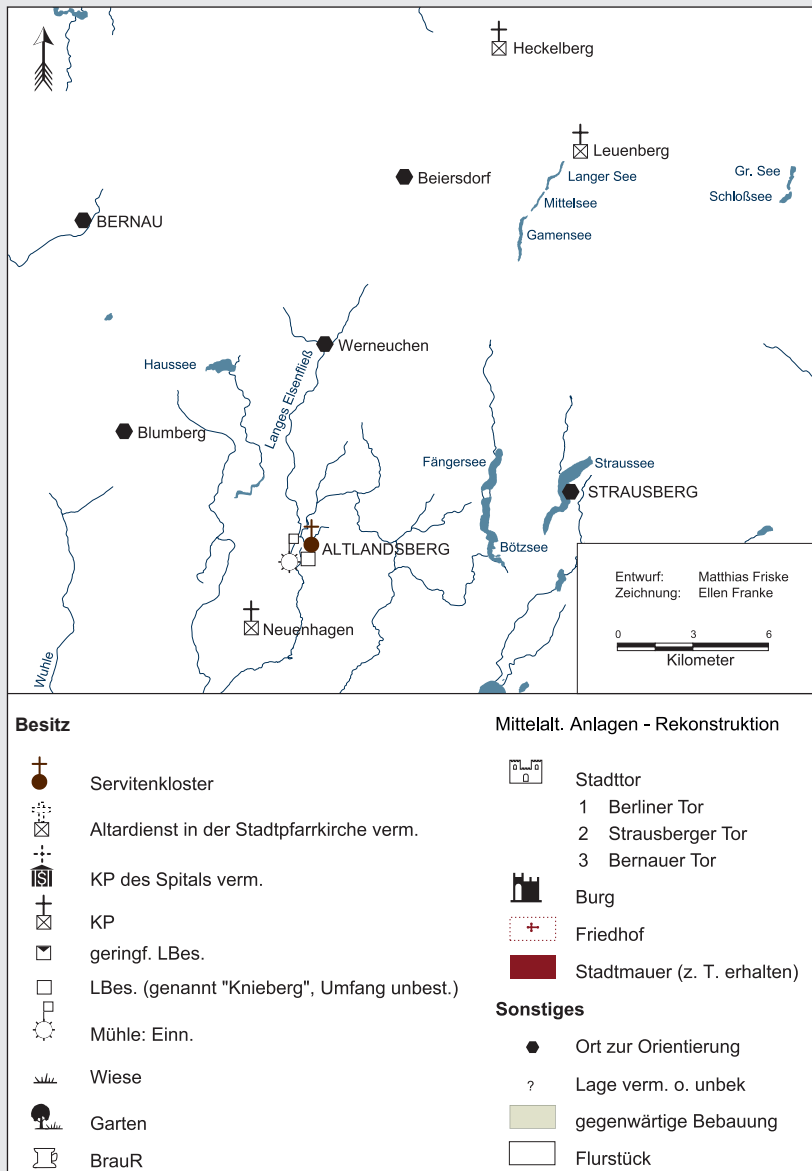 Heckelberg
Leuenberg
Langer See
Gr. See
Beiersdorf
Schloßsee
Mittelsee
BERNAU
Gamensee
Werneuchen
Haussee
Langes Elsenfließ
Blumberg
Fängersee
Straussee
STRAUSBERG
ALTLANDSBERG
Bötzsee
Neuenhagen
Wuhle
Entwurf: Matthias Friske
Zeichnung: Ellen Franke
0 3 6
Kilometer
Besitz
Servitenkloster
Altardienst in der Stadtpfarrkirche verm.
S
KP des Spitals verm.
KP
geringf. LBes.
LBes. (genannt "Knieberg", Umfang unbest.)
Mühle: Einn.
Wiese
Garten
BrauR
Mittelalt. Anlagen - Rekonstruktion
Stadttor
1 Berliner Tor
2 Strausberger Tor
3 Bernauer Tor
Burg
Friedhof
Stadtmauer (z. T. erhalten)
Sonstiges
Ort zur Orientierung
? Lage verm. o. unbek
gegenwärtige Bebauung
Flurstück